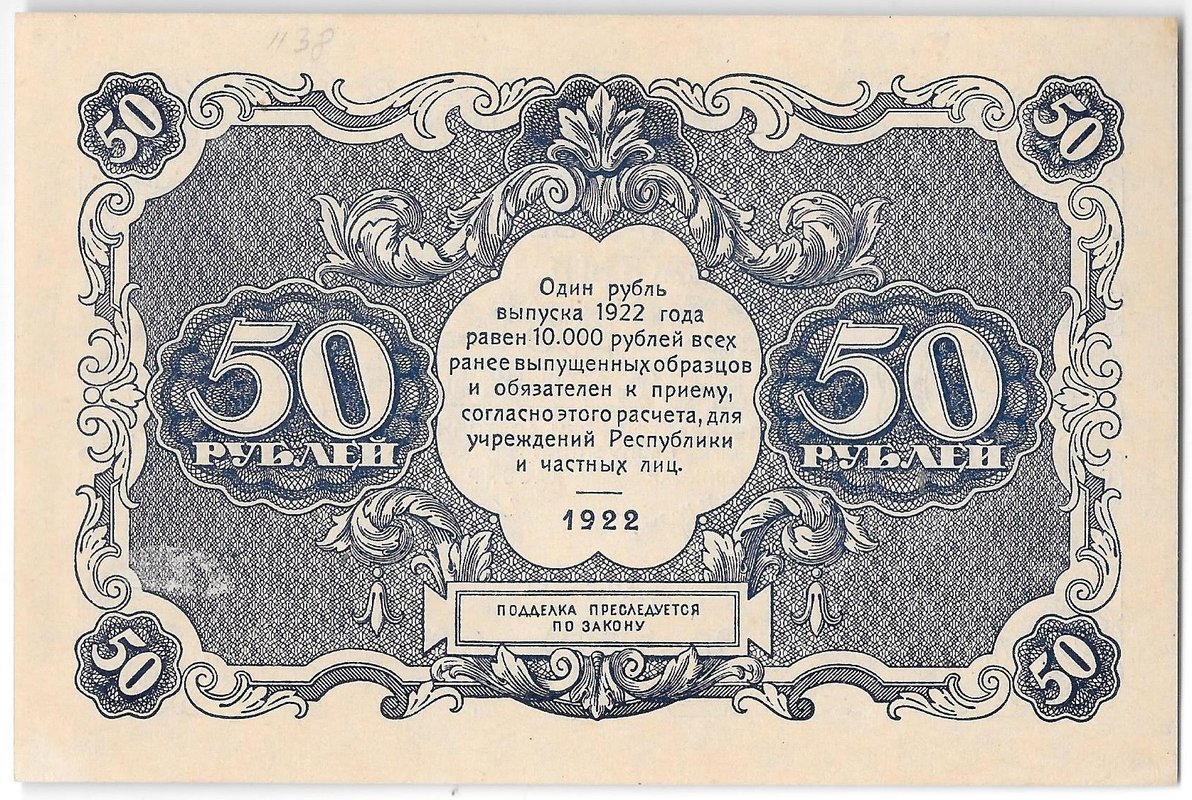 "38
50
50
Один рубль
выпуска 1922 года
равен 10.000 рублей всех
ранее выпущенных образцов
и обязателен к приему,
согласно этого расчета, для
учреждений Республики
и частных лиц.
1922
50
РУБЛЕЙ
50
РУБЛЕЙ
ПОДДЕЛКА ПРЕСЛЕДУЕТСЯ
ПО ЗАКОНУ
50
50